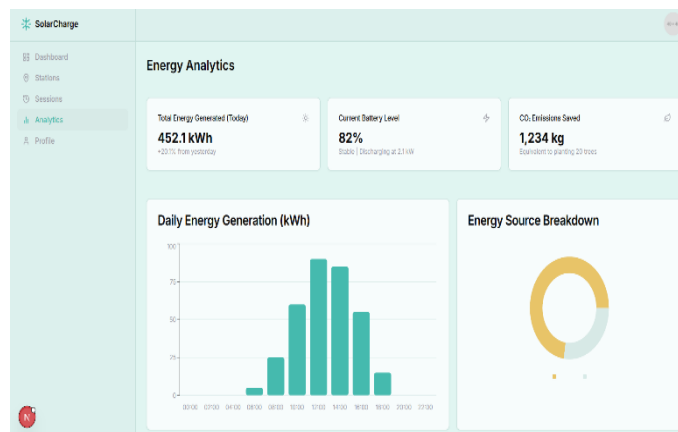 SolarCharge
Dashboard
Stations
Sessions
Analytics
Profile
Energy Analytics
Total Energy Generated (Today)
452.1 kWh
+20.1% from yesterday
Current Battery Level
82%
Stable | Discharging at 2.1 kW
CO₂ Emissions Saved
1,234 kg
Equivalent to planting 20 trees
Daily Energy Generation (kWh)
100
75
50
25
0
00:00 02:00 04:00 06:00 08:00 10:00 12:00 14:00 16:00 18:00 20:00 22:00
Energy Source Breakdown
N